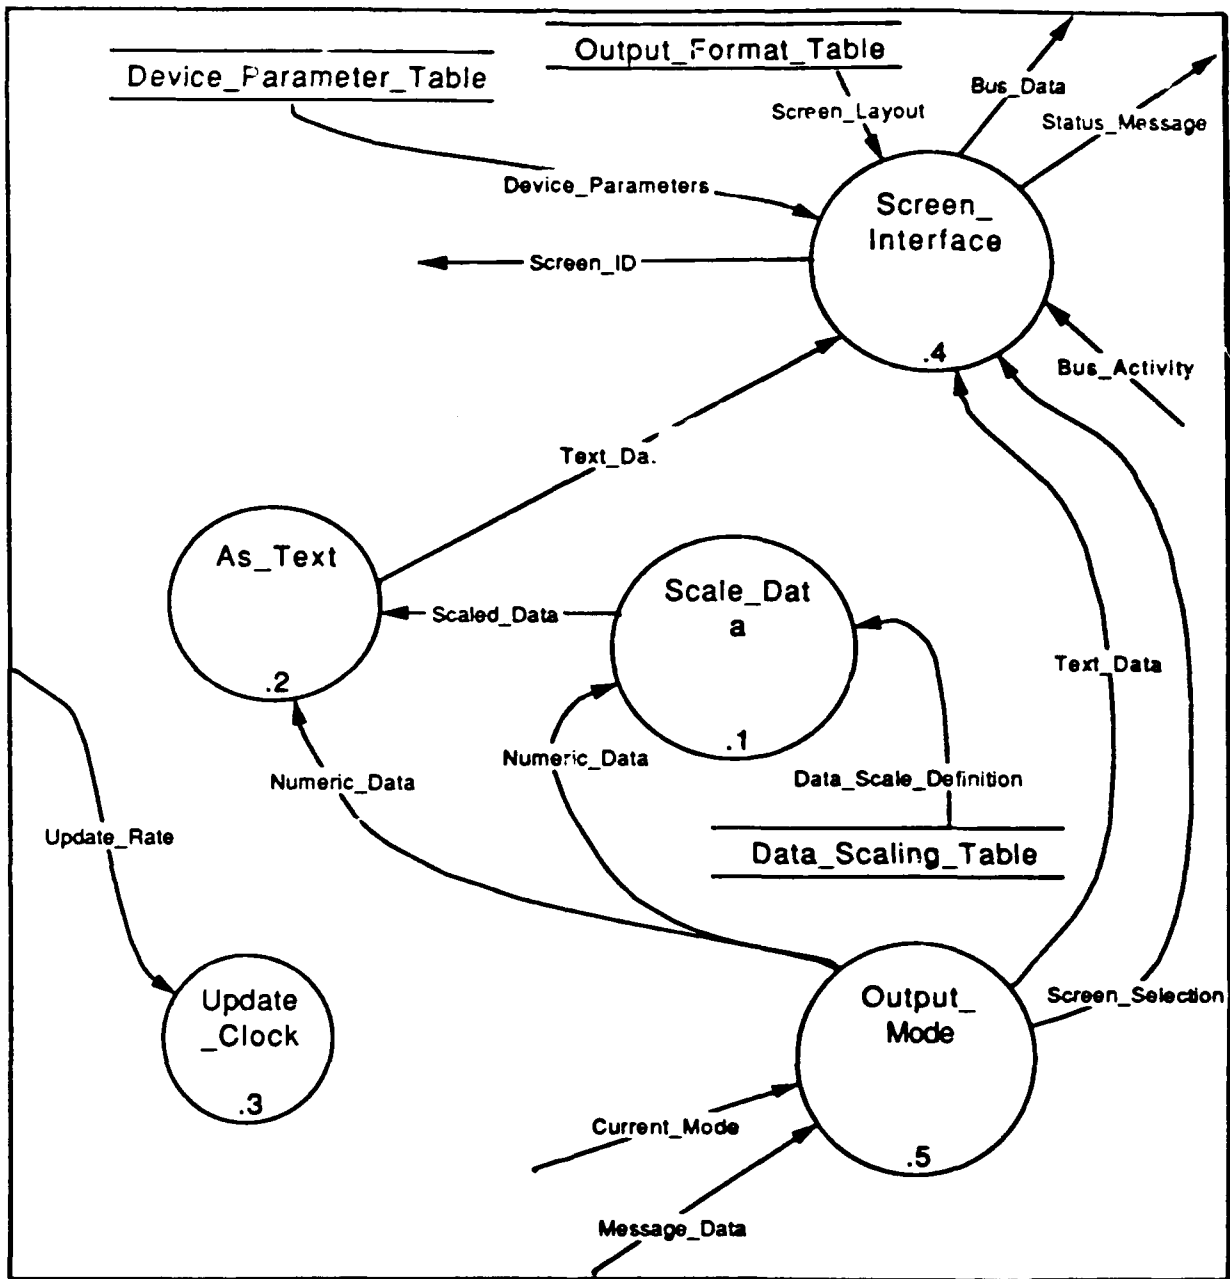 Output_Format_Table
Device_Parameter_Table
Bus_Data
Screen_Layout
Status_Message
Device_Parameters
Screen_
Interface
.4
Screen_ID
Bus_Activity
Text_Da.
As_Text
.2
Scaled_Data
Scale_Dat
a
.1
Text_Data
Numeric_Data
Numeric_Data
Data_Scale_Definition
Update_Rate
Data_Scaling_Table
Update
_Clock
.3
Output_
Mode
.5
Screen_Selection
Current_Mode
Message_Data